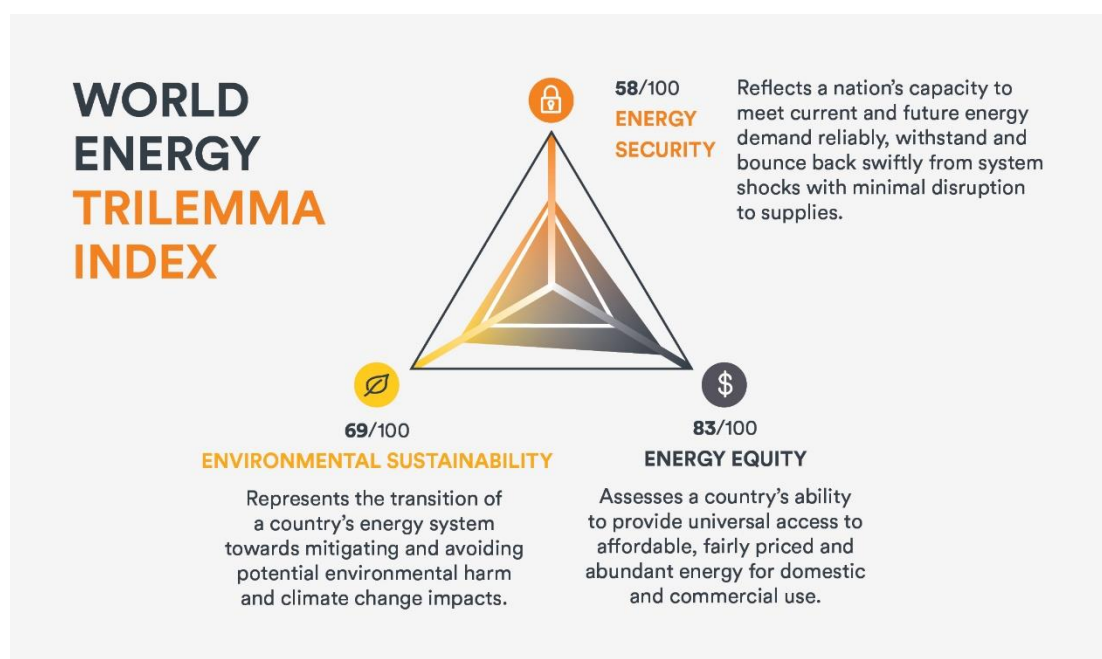 WORLD
ENERGY
TRILEMMA
INDEX
58/100
ENERGY
SECURITY
Reflects a nation’s capacity to
meet current and future energy
demand reliably, withstand and
bounce back swiftly from system
shocks with minimal disruption
to supplies.
69/100
ENVIRONMENTAL SUSTAINABILITY
Represents the transition of
a country’s energy system
towards mitigating and avoiding
potential environmental harm
and climate change impacts.
$
83/100
ENERGY EQUITY
Assesses a country’s ability
to provide universal access to
affordable, fairly priced and
abundant energy for domestic
and commercial use.